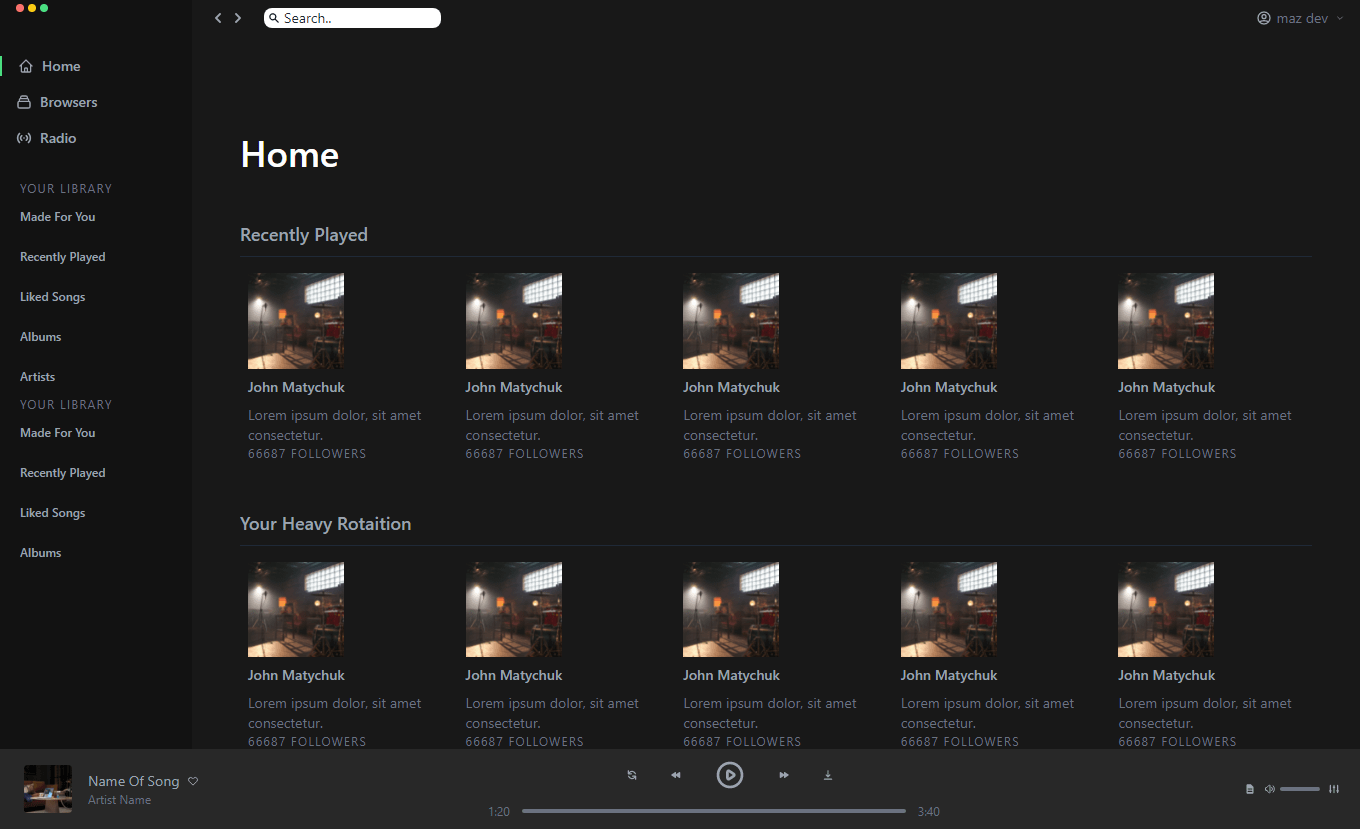 Search..
maz dev
Home
Browsers
Radio
YOUR LIBRARY
Made For You
Recently Played
Liked Songs
Albums
Artists
YOUR LIBRARY
Made For You
Recently Played
Liked Songs
Albums
Home
Recently Played
John Matychuk
Lorem ipsum dolor, sit amet
consectetur.
66687 FOLLOWERS
John Matychuk
Lorem ipsum dolor, sit amet
consectetur.
66687 FOLLOWERS
John Matychuk
Lorem ipsum dolor, sit amet
consectetur.
66687 FOLLOWERS
John Matychuk
Lorem ipsum dolor, sit amet
consectetur.
66687 FOLLOWERS
John Matychuk
Lorem ipsum dolor, sit amet
consectetur.
66687 FOLLOWERS
Your Heavy Rotaition
John Matychuk
Lorem ipsum dolor, sit amet
consectetur.
66687 FOLLOWERS
John Matychuk
Lorem ipsum dolor, sit amet
consectetur.
66687 FOLLOWERS
John Matychuk
Lorem ipsum dolor, sit amet
consectetur.
66687 FOLLOWERS
John Matychuk
Lorem ipsum dolor, sit amet
consectetur.
66687 FOLLOWERS
John Matychuk
Lorem ipsum dolor, sit amet
consectetur.
66687 FOLLOWERS
Name Of Song
Artist Name
1:20
3:40